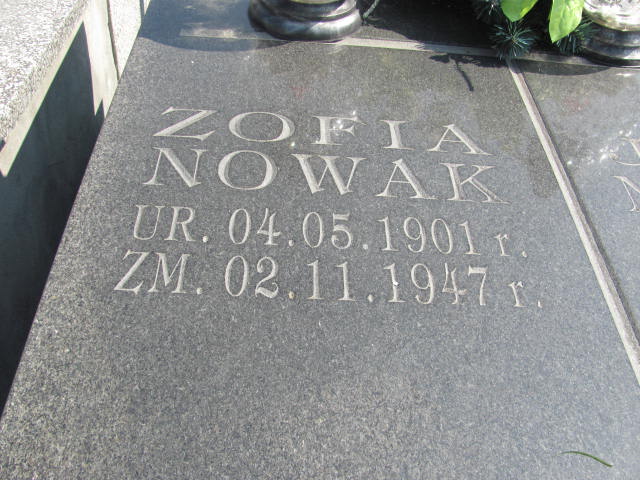 ZOFIA
NOWAK
UR. 04.05.1901 r.
ZM. 02.11.1947 r.